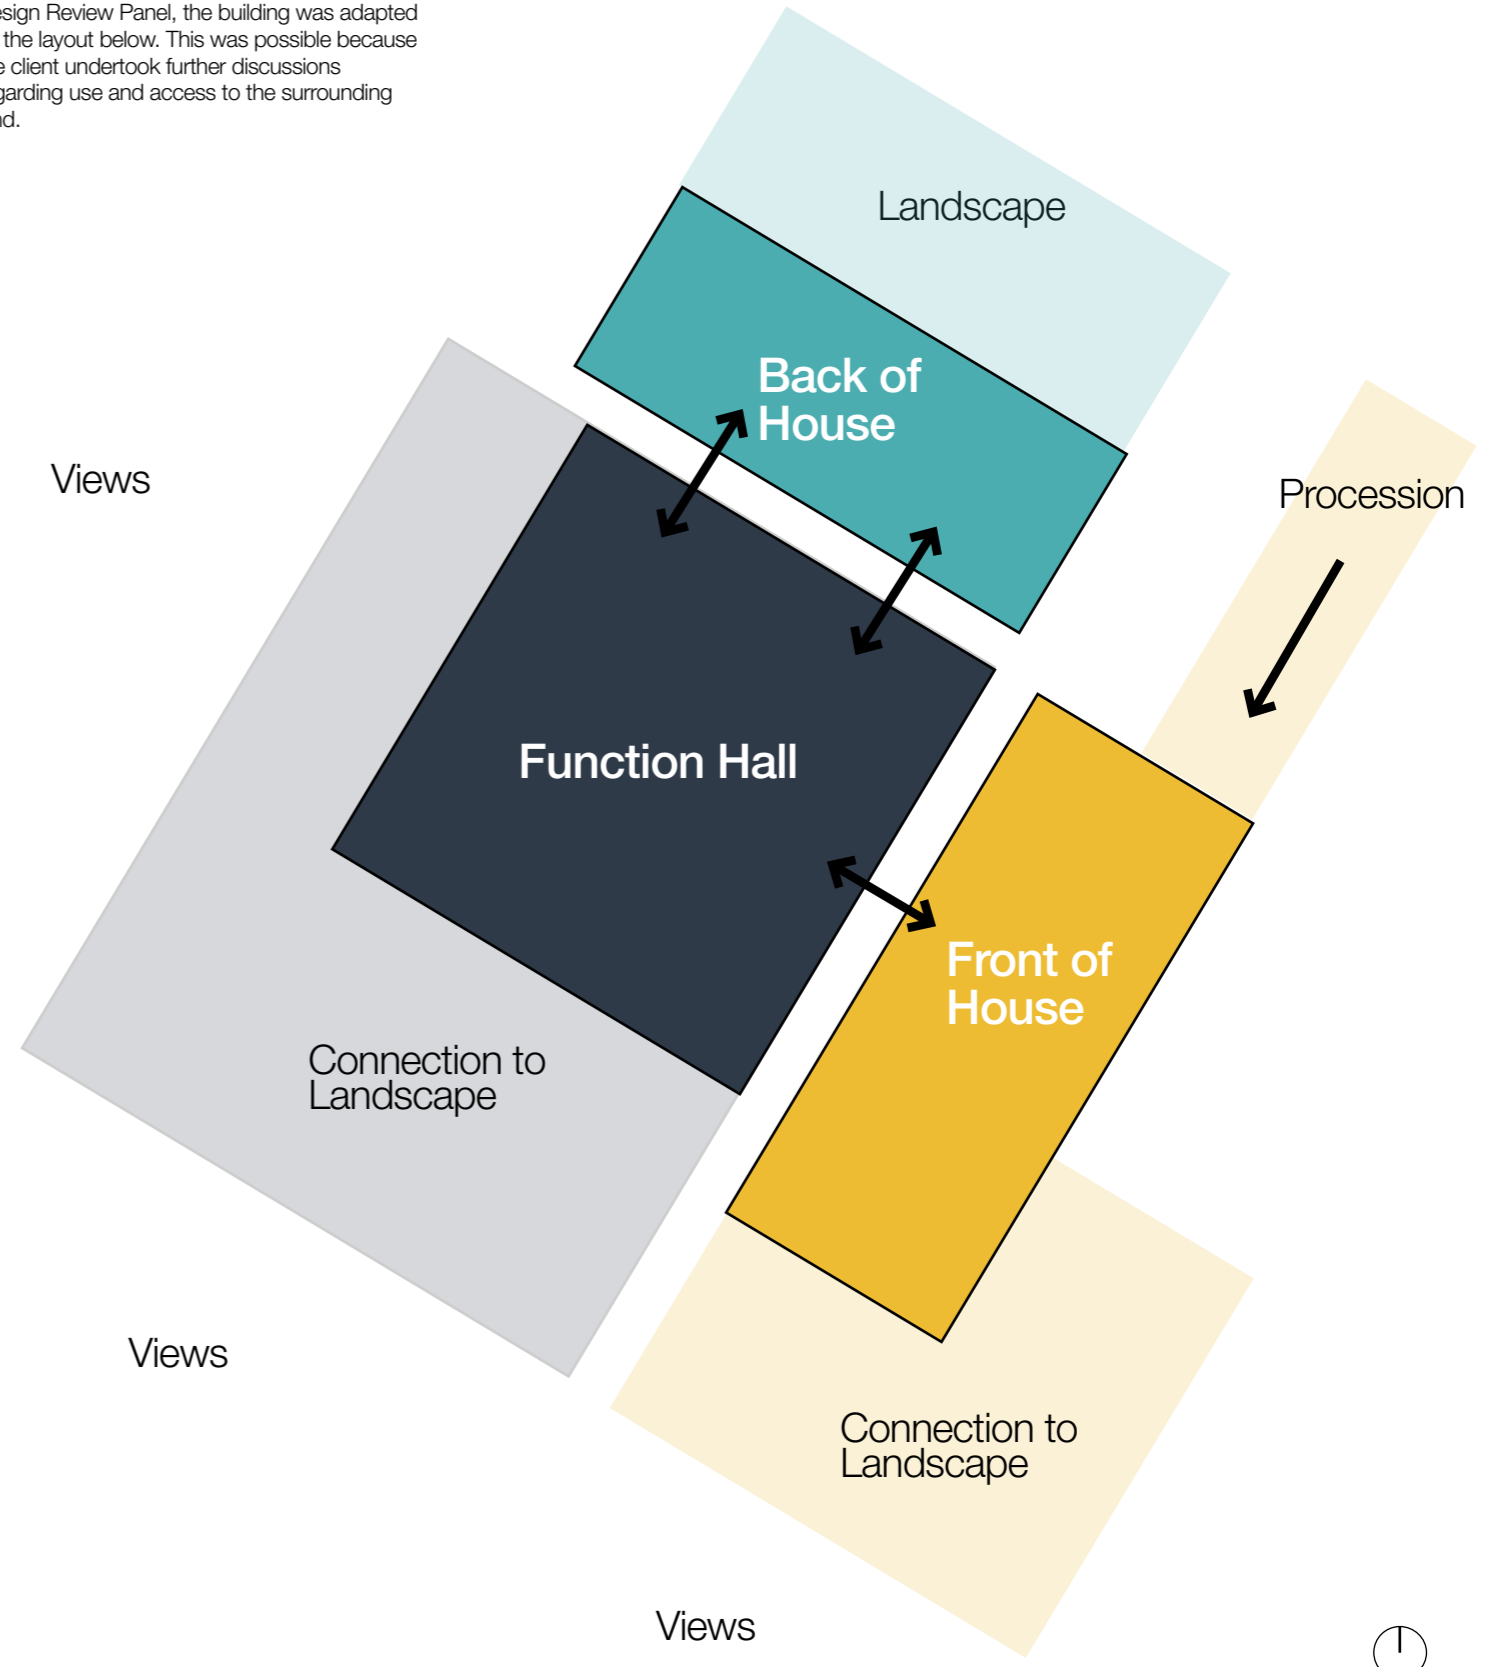 esign Review Panel, the building was adapted
the layout below. This was possible because
e client undertook further discussions
garding use and access to the surrounding
nd.
Landscape
Back of
House
Views
Procession
Function Hall
Front of
House
Connection to
Landscape
Views
Connection to
Landscape
Views